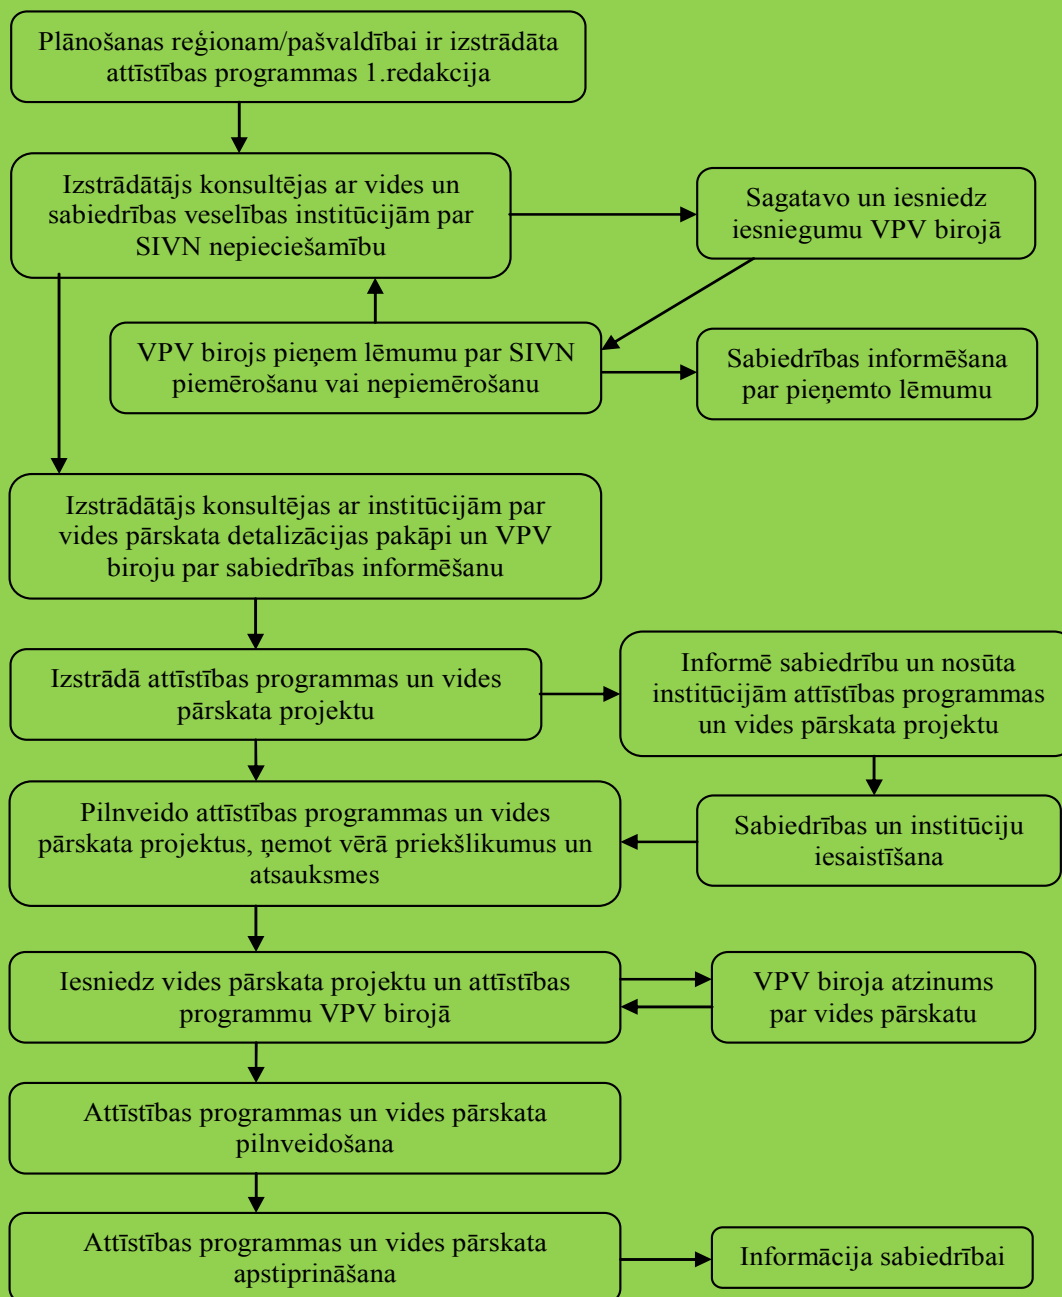 Plānošanas reģionam/pašvaldībai ir izstrādāta
attīstības programmas 1.redakcija
Izstrādātājs konsultējas ar vides un
sabiedrības veselības institūcijām par
SIVN nepieciešamību
Sagatavo un iesniedz
iesniegumu VPV birojā
VPV birojs pieņem lēmumu par SIVN
piemērošanu vai nepiemērošanu
Sabiedrības informēšana
par pieņemto lēmumu
Izstrādātājs konsultējas ar institūcijām par
vides pārskata detalizācijas pakāpi un VPV
biroju par sabiedrības informēšanu
Izstrādā attīstības programmas un vides
pārskata projektu
Informē sabiedrību un nosūta
institūcijām attīstības programmas
un vides pārskata projektu
Pilnveido attīstības programmas un vides
pārskata projektus, ņemot vērā priekšlikumus un
atsauksmes
Sabiedrības un institūciju
iesaistīšana
Iesniedz vides pārskata projektu un attīstības
programmu VPV birojā
VPV biroja atzinums
par vides pārskatu
Attīstības programmas un vides pārskata
pilnveidošana
Attīstības programmas un vides pārskata
apstiprināšana
Informācija sabiedrībai